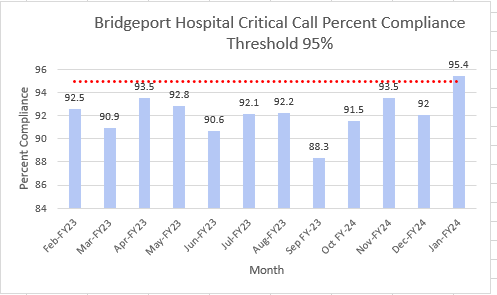 Bridgeport Hospital Critical Call Percent Compliance
Threshold 95%
Percent Compliance
96
94
92
90
88
86
84
92.5
90.9
93.5
92.8
90.6
92.1
92.2
88.3
91.5
93.5
92
95.4
Feb-FY23
Mar-FY23
Apr-FY23
May-FY23
Jun-FY23
Jul-FY23
Aug-FY23
Sep FY-23
Oct FY-24
Nov-FY24
Dec-FY24
Jan-FY24
Month